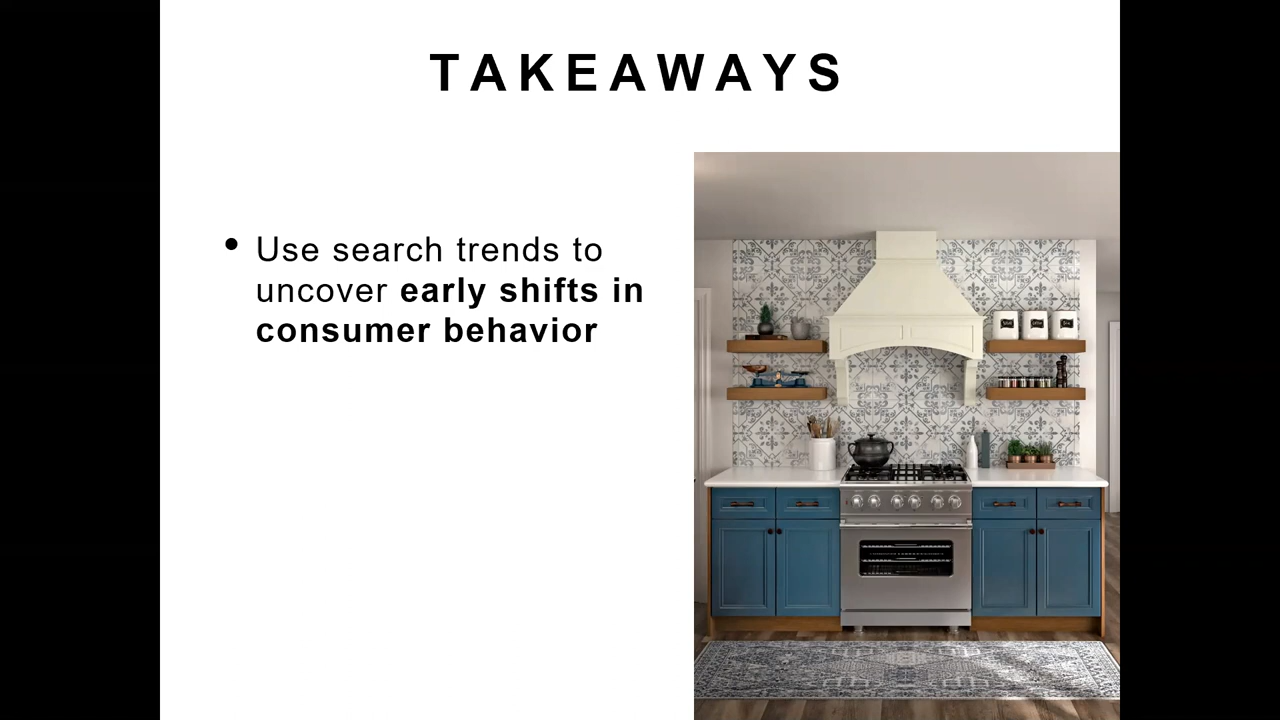 TAKEAWAYS
• Use search trends to
uncover early shifts in
consumer behavior